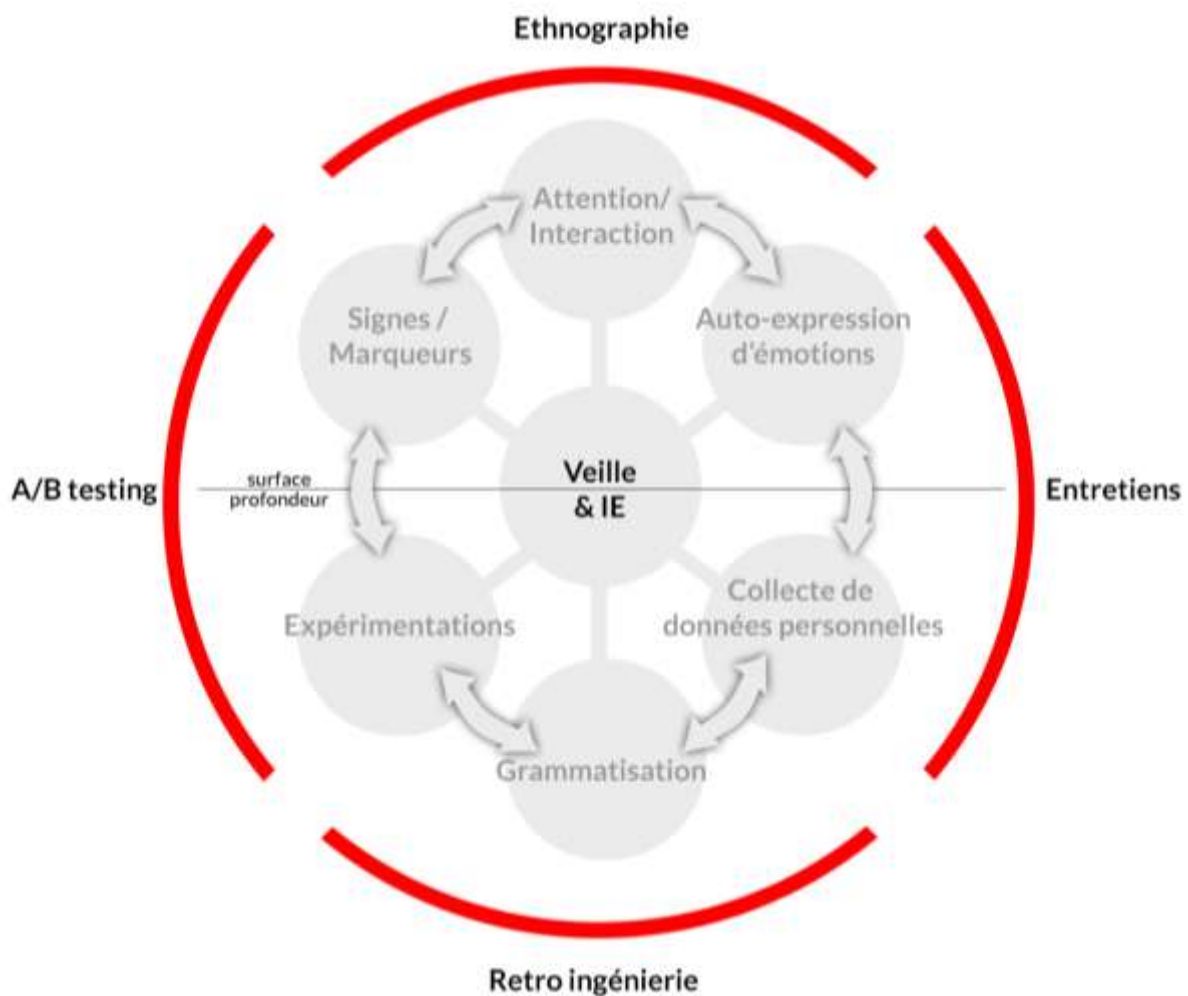 Ethnographie
Attention/
Interaction
Signes /
Marqueurs
Auto-expression
d'émotions
A/B testing
surface
profondeur
Veille
& IE
Entretiens
Expérimentations
Collecte de
données personnelles
Grammatisation
Retro ingénierie